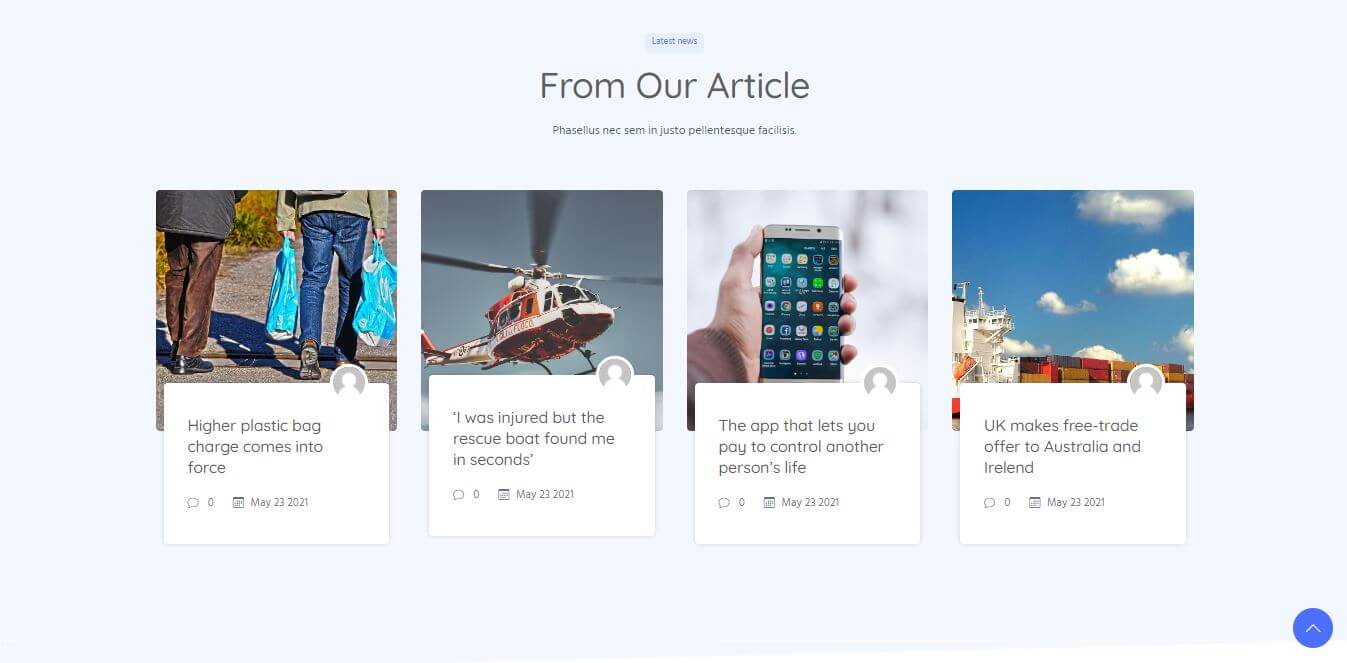 Latest news
From Our Article
Phasellus nec sem in justo pellentesque facilisis.
Higher plastic bag
charge comes into
force
0 May 23 2021
‘I was injured but the
rescue boat found me
in seconds’
0 May 23 2021
The app that lets you
pay to control another
person’s life
0 May 23 2021
UK makes free-trade
offer to Australia and
Irelend
0 May 23 2021